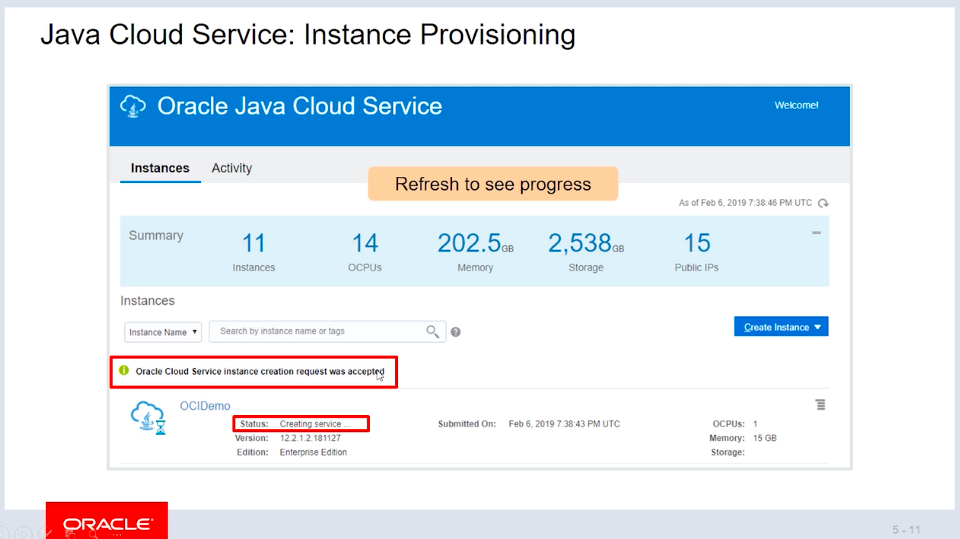 Java Cloud Service: Instance Provisioning
Oracle Java Cloud Service
Welcome!
Instances Activity
Refresh to see progress
As of Feb 6, 2019 7:38:46 PM UTC
Summary
11 14 202.5GB 2,538GB 15
Instances OCPUs Memory Storage Public IPs
Instances
Instance Name Search by instance name or tags ?
Create Instance
Oracle Cloud Service instance creation request was accepted
OCIDemo
Status: Creating service ... Submitted On: Feb 6, 2019 7:38:43 PM UTC OCPUs: 1
Version: 12.2.1.2.181127 Memory: 15 GB
Edition: Enterprise Edition Storage:
ORACLE
5 - 11